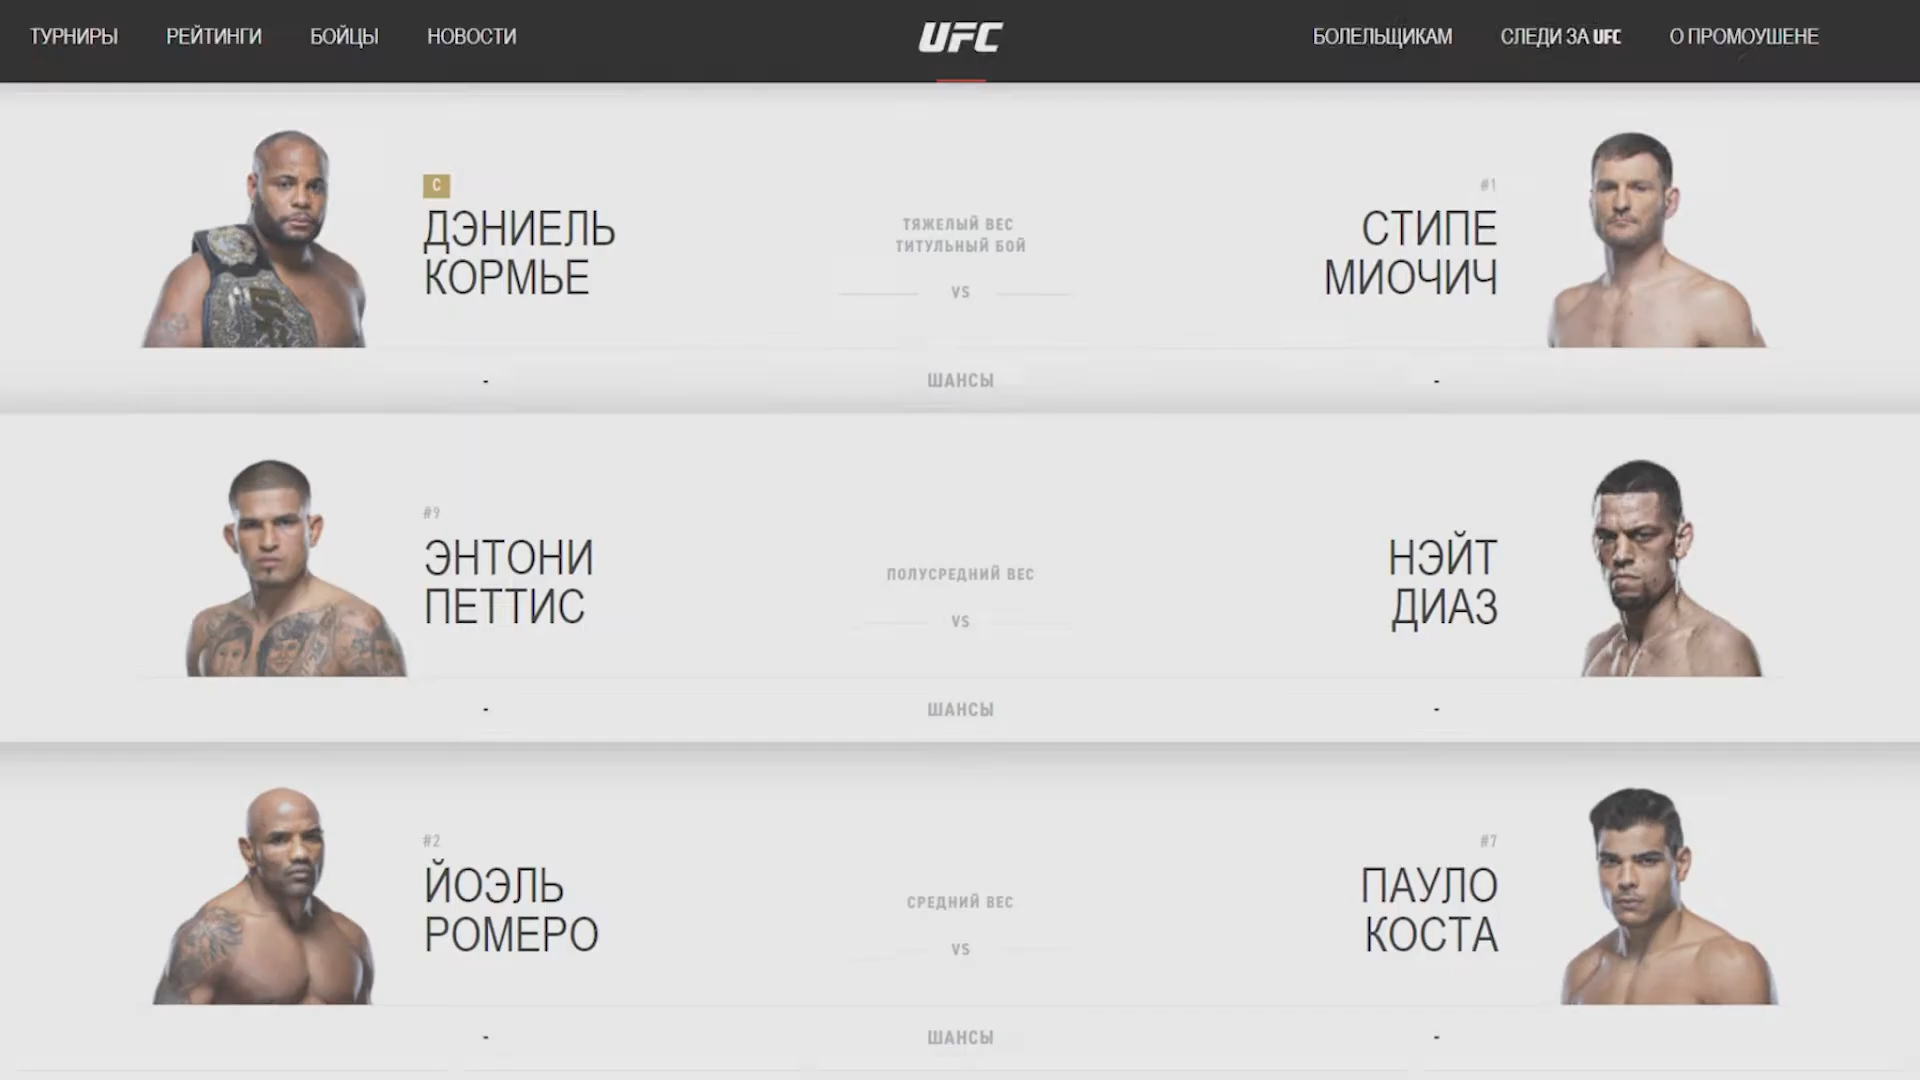 ТУРНИРЫ РЕЙТИНГИ БОЙЦЫ НОВОСТИ UFC БОЛЕЛЬЩИКАМ СЛЕДИ ЗА UFC О ПРОМОУШЕНЕ
C
ДЭНИЕЛЬ
КОРМЬЕ
ТЯЖЕЛЫЙ ВЕС
ТИТУЛЬНЫЙ БОЙ
VS
#1
СТИПЕ
МИОЧИЧ
- ШАНСЫ -
#9
ЭНТОНИ
ПЕТТИС
ПОЛУСРЕДНИЙ ВЕС
VS
НЭЙТ
ДИАЗ
- ШАНСЫ -
#2
ЙОЭЛЬ
РОМЕРО
СРЕДНИЙ ВЕС
VS
#7
ПАУЛО
КОСТА
- ШАНСЫ -